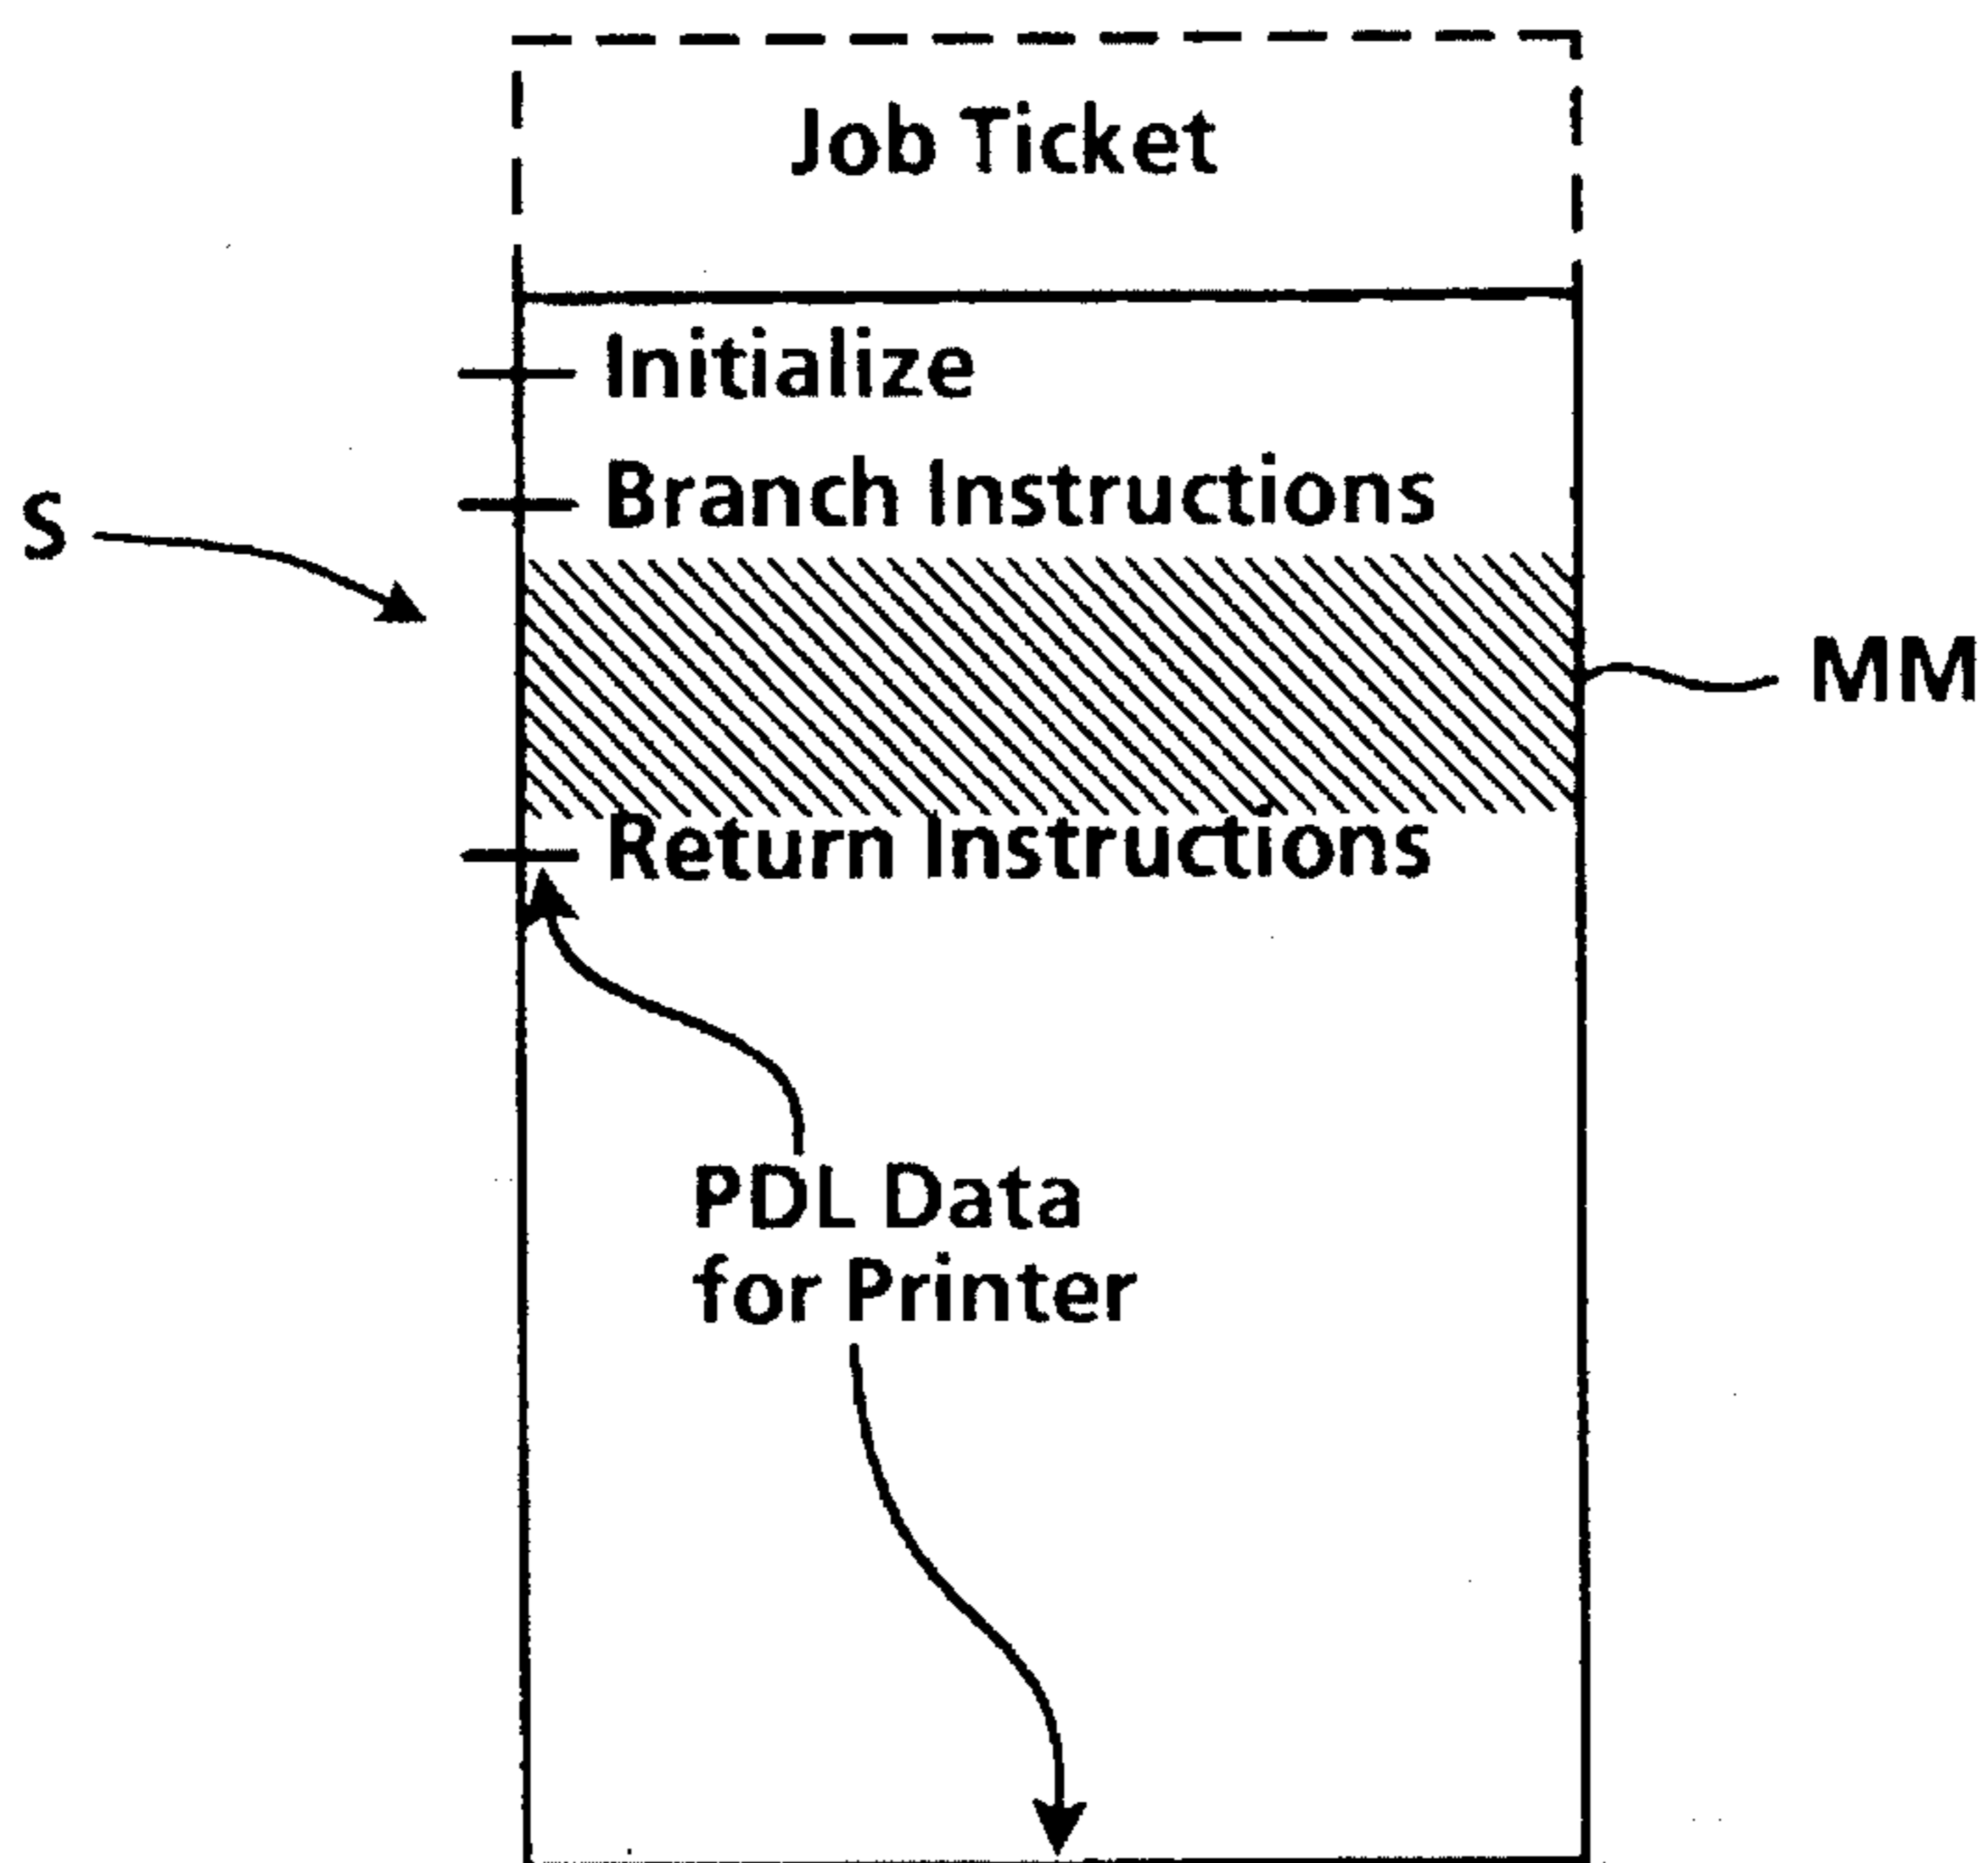 Job Ticket
Initialize
Branch Instructions
S
MM
Return Instructions
PDL Data
for Printer